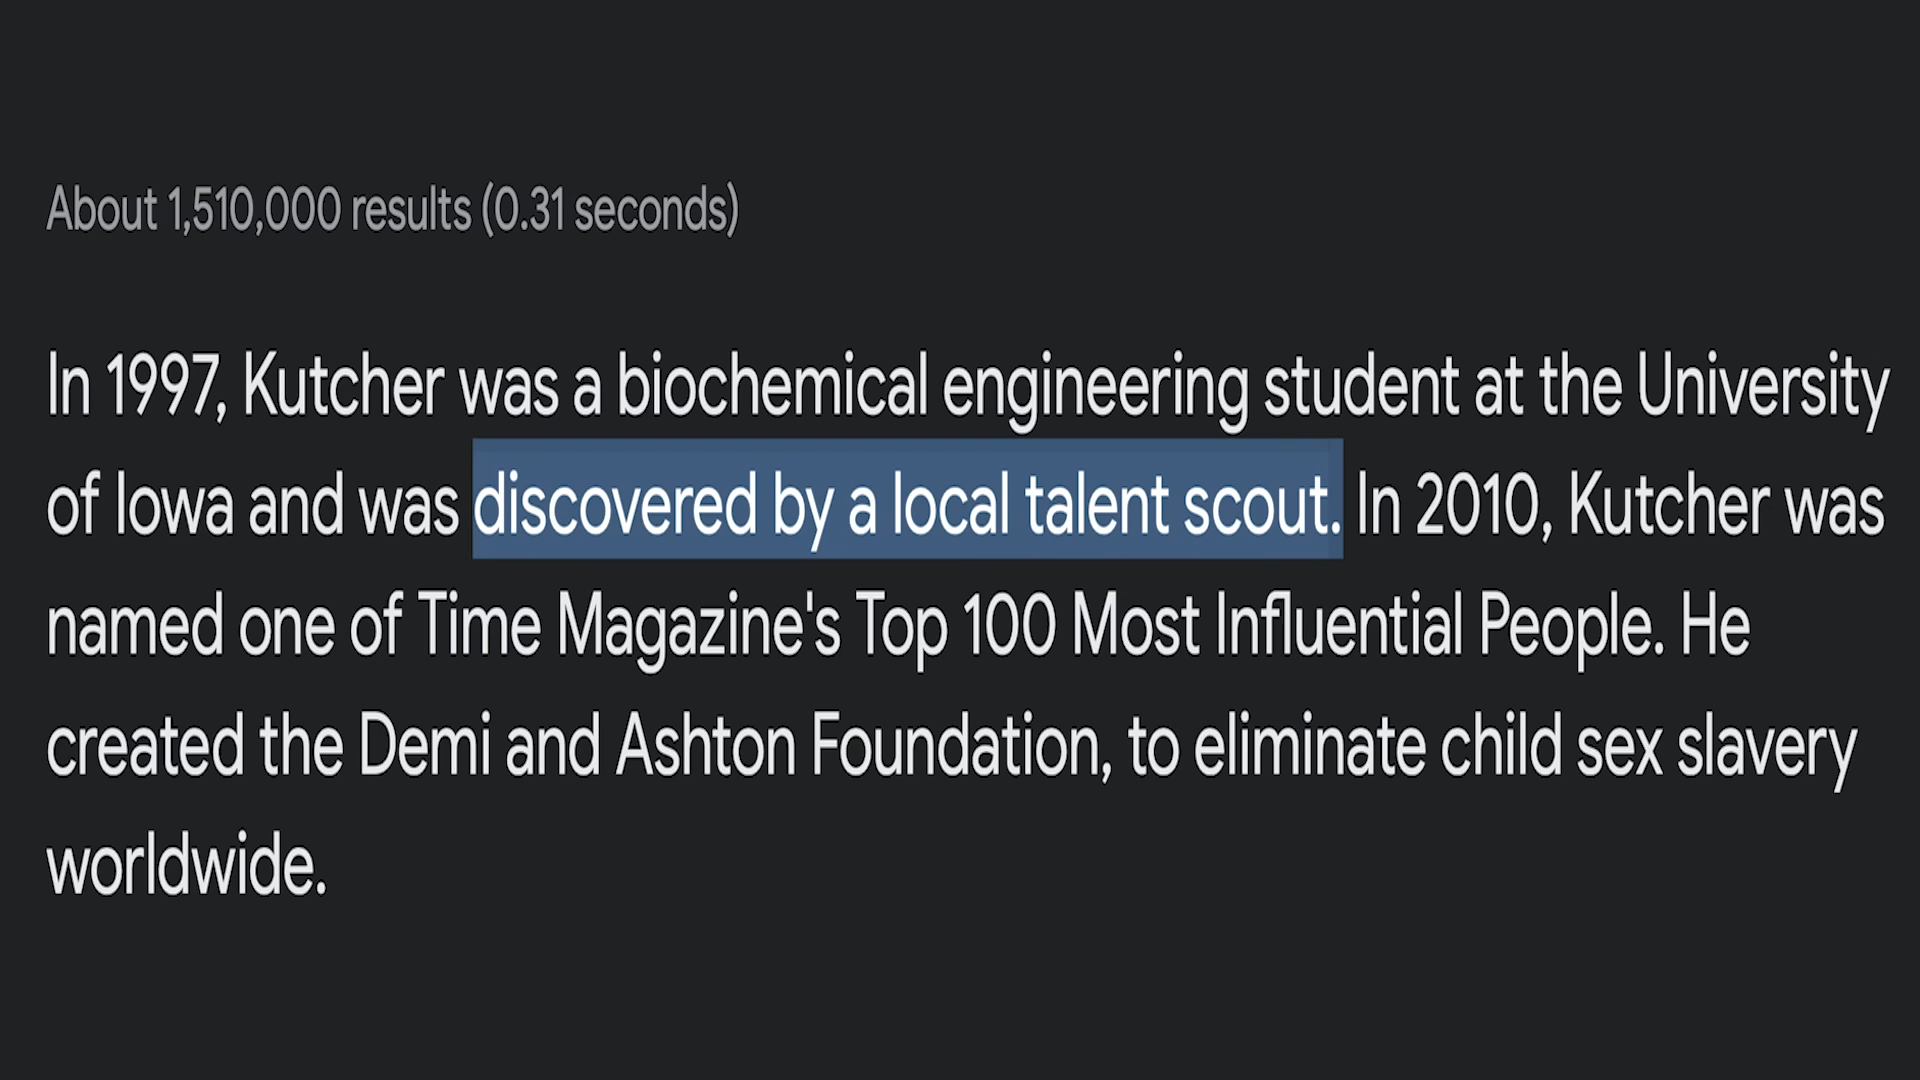 About 1,510,000 results (0.31 seconds)
In 1997, Kutcher was a biochemical engineering student at the University
of Iowa and was discovered by a local talent scout. In 2010, Kutcher was
named one of Time Magazine's Top 100 Most Influential People. He
created the Demi and Ashton Foundation, to eliminate child sex slavery
worldwide.